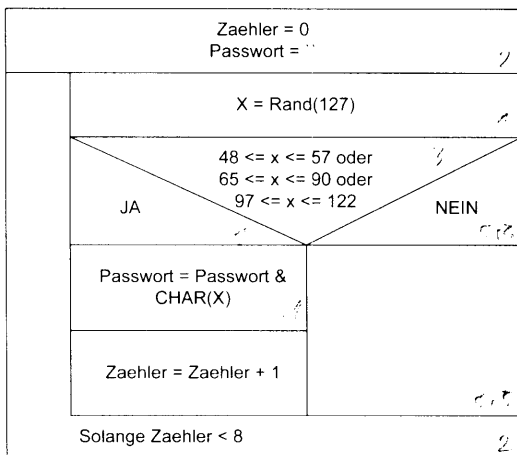 Zaehler = 0
Passwort = ''
X = Rand(127)
48 <= x <= 57 oder
65 <= x <= 90 oder
97 <= x <= 122
JA
NEIN
Passwort = Passwort &
CHAR(X)
Zaehler = Zaehler + 1
Solange Zaehler < 8
2